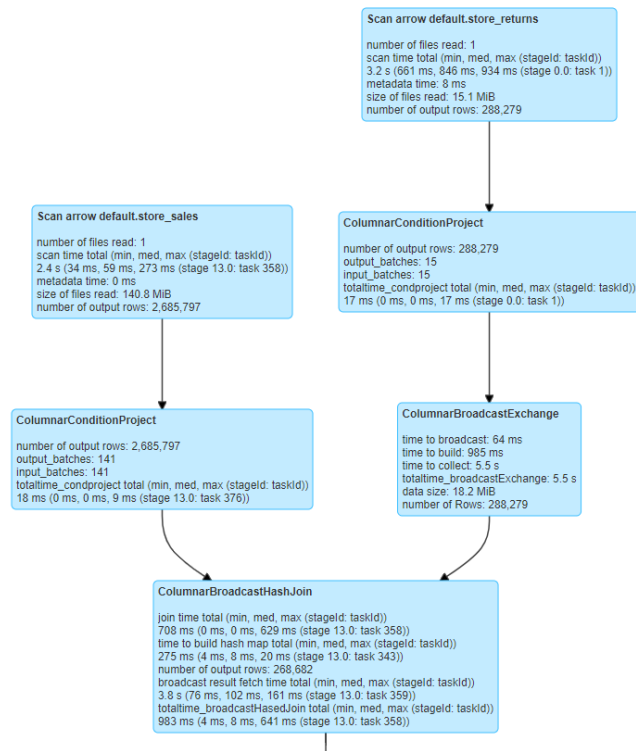 Scan arrow default.store_returns
number of files read: 1
scan time total (min, med, max (stageId: taskId))
3.2 s (661 ms, 846 ms, 934 ms (stage 0.0: task 1))
metadata time: 8 ms
size of files read: 15.1 MiB
number of output rows: 288,279
Scan arrow default.store_sales
number of files read: 1
scan time total (min, med, max (stageId: taskId))
2.4 s (34 ms, 59 ms, 273 ms (stage 13.0: task 358))
metadata time: 0 ms
size of files read: 140.8 MiB
number of output rows: 2,685,797
ColumnarConditionProject
number of output rows: 288,279
output_batches: 15
input_batches: 15
totaltime_condproject total (min, med, max (stageId: taskId))
17 ms (0 ms, 0 ms, 17 ms (stage 0.0: task 1))
ColumnarConditionProject
number of output rows: 2,685,797
output_batches: 141
input_batches: 141
totaltime_condproject total (min, med, max (stageId: taskId))
18 ms (0 ms, 0 ms, 9 ms (stage 13.0: task 376))
ColumnarBroadcastExchange
time to broadcast: 64 ms
time to build: 985 ms
time to collect: 5.5 s
totaltime_broadcastExchange: 5.5 s
data size: 18.2 MiB
number of Rows: 288,279
ColumnarBroadcastHashJoin
join time total (min, med, max (stageId: taskId))
708 ms (0 ms, 0 ms, 629 ms (stage 13.0: task 358))
time to build hash map total (min, med, max (stageId: taskId))
275 ms (4 ms, 8 ms, 20 ms (stage 13.0: task 343))
number of output rows: 268,682
broadcast result fetch time total (min, med, max (stageId: taskId))
3.8 s (76 ms, 102 ms, 161 ms (stage 13.0: task 359))
totaltime_broadcastHasedJoin total (min, med, max (stageId: taskId))
983 ms (4 ms, 8 ms, 641 ms (stage 13.0: task 358))